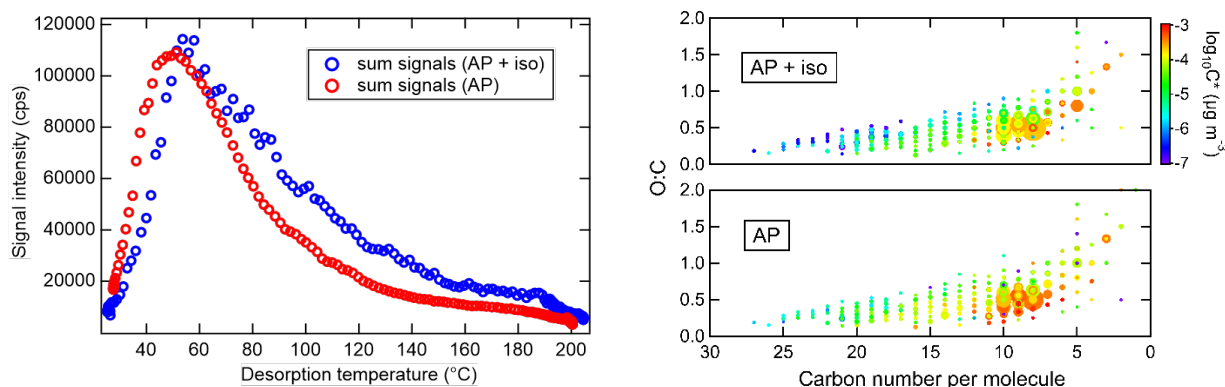 120000
100000
80000
60000
40000
20000
Signal intensity (cps)
sum signals (AP + iso)
sum signals (AP)
40 60 80 100 120 140 160 180 200
Desorption temperature (°C)
2.0
1.5
1.0
0.5
0.0
AP + iso
2.0
1.5
1.0
0.5
0.0
AP
O:C
30 25 20 15 10 5 0
Carbon number per molecule
-3
-4
-5
-6
-7
log10C* (µg m-3)